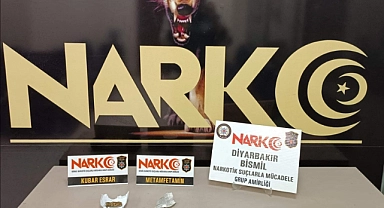 NARKO
NARKO
KUBAR ESRAR
NARKO
METAMFETAMİN
NARKO
DİYARBAKIR
BİSMİL
NARKOTİK SUÇLARLA MÜCADELE
GRUP AMİRLİĞİ